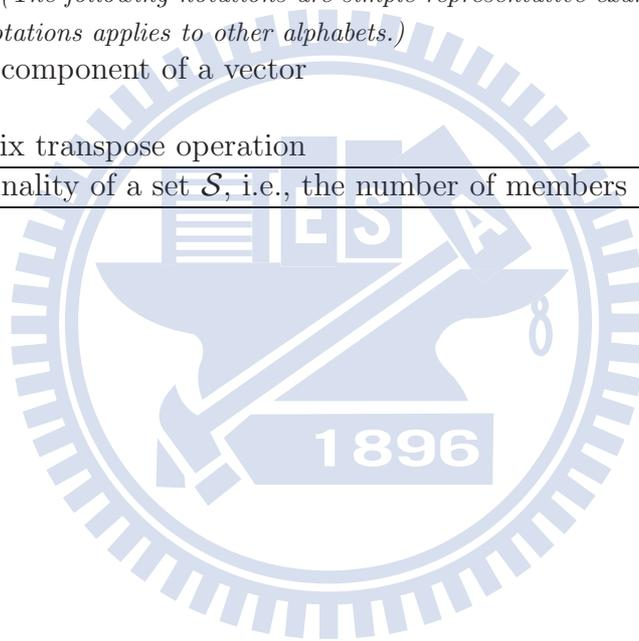 (The following notations are simple representative exa
otations applies to other alphabets.)
component of a vector
ix transpose operation
nality of a set S, i.e., the number of members
E S A
1896